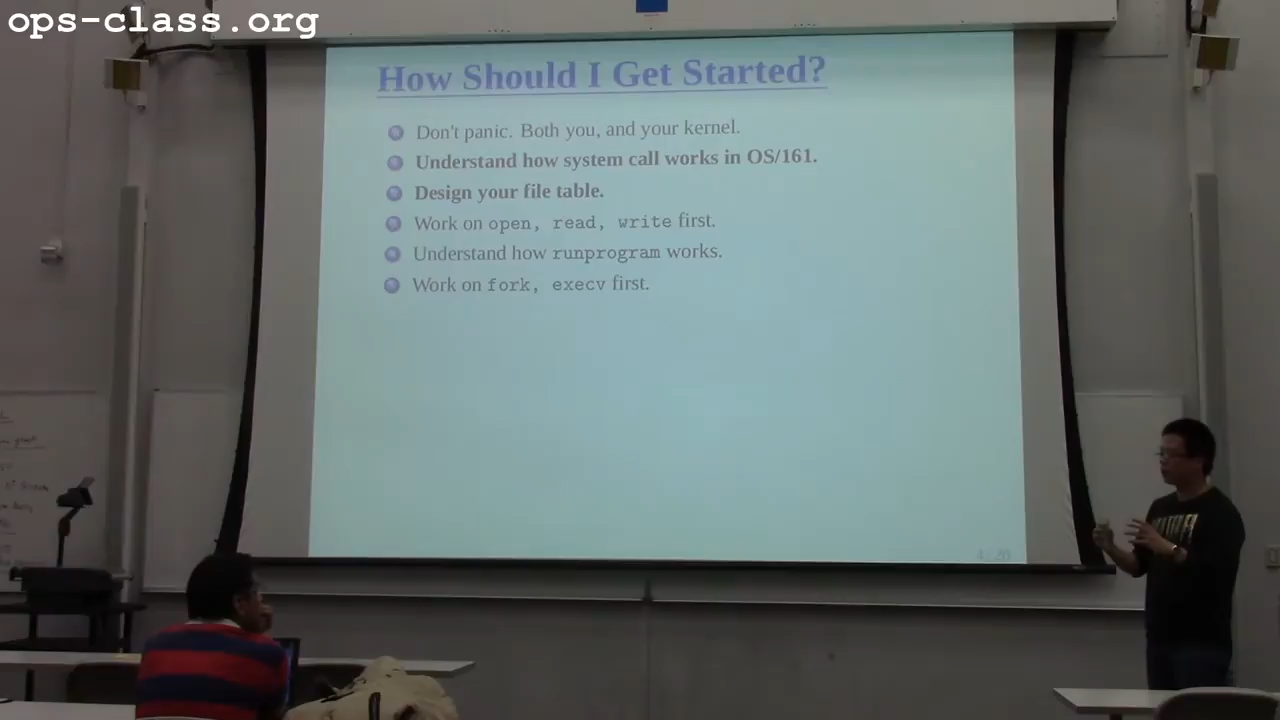 ops-class.org
How Should I Get Started?
Don't panic. Both you, and your kernel.
Understand how system call works in OS/161.
Design your file table.
Work on open, read, write first.
Understand how runprogram works.
Work on fork, execv first.
4 / 20